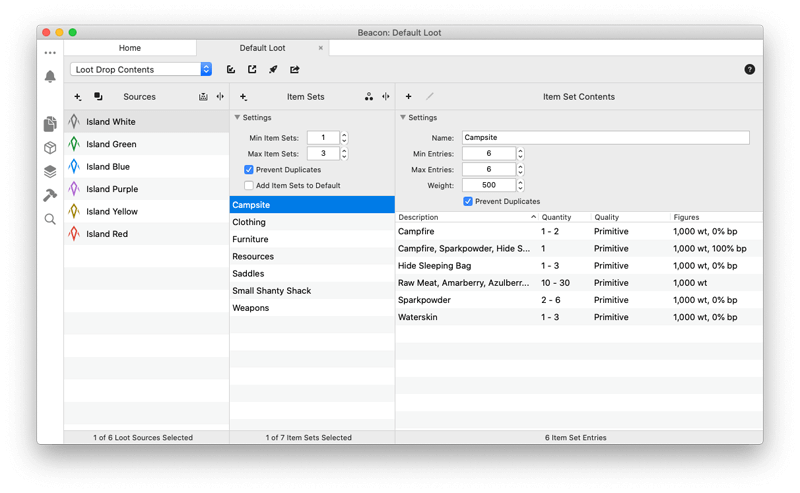 Beacon: Default Loot
Home
Default Loot
Loot Drop Contents
Sources
Island White
Island Green
Island Blue
Island Purple
Island Yellow
Island Red
1 of 6 Loot Sources Selected
Item Sets
Settings
Min Item Sets: 1
Max Item Sets: 3
Prevent Duplicates
Add Item Sets to Default
Campsite
Clothing
Furniture
Resources
Saddles
Small Shanty Shack
Weapons
1 of 7 Item Sets Selected
Item Set Contents
Settings
Name: Campsite
Min Entries: 6
Max Entries: 6
Weight: 500
Prevent Duplicates
Description Quantity Quality Figures
Campfire 1 - 2 Primitive 1,000 wt, 0% bp
Campfire, Sparkpowder, Hide S... 1 Primitive 1,000 wt, 100% bp
Hide Sleeping Bag 1 - 3 Primitive 1,000 wt, 0% bp
Raw Meat, Amarberry, Azulberr... 10 - 30 Primitive 1,000 wt
Sparkpowder 2 - 6 Primitive 1,000 wt, 0% bp
Waterskin 1 - 3 Primitive 1,000 wt, 0% bp
6 Item Set Entries